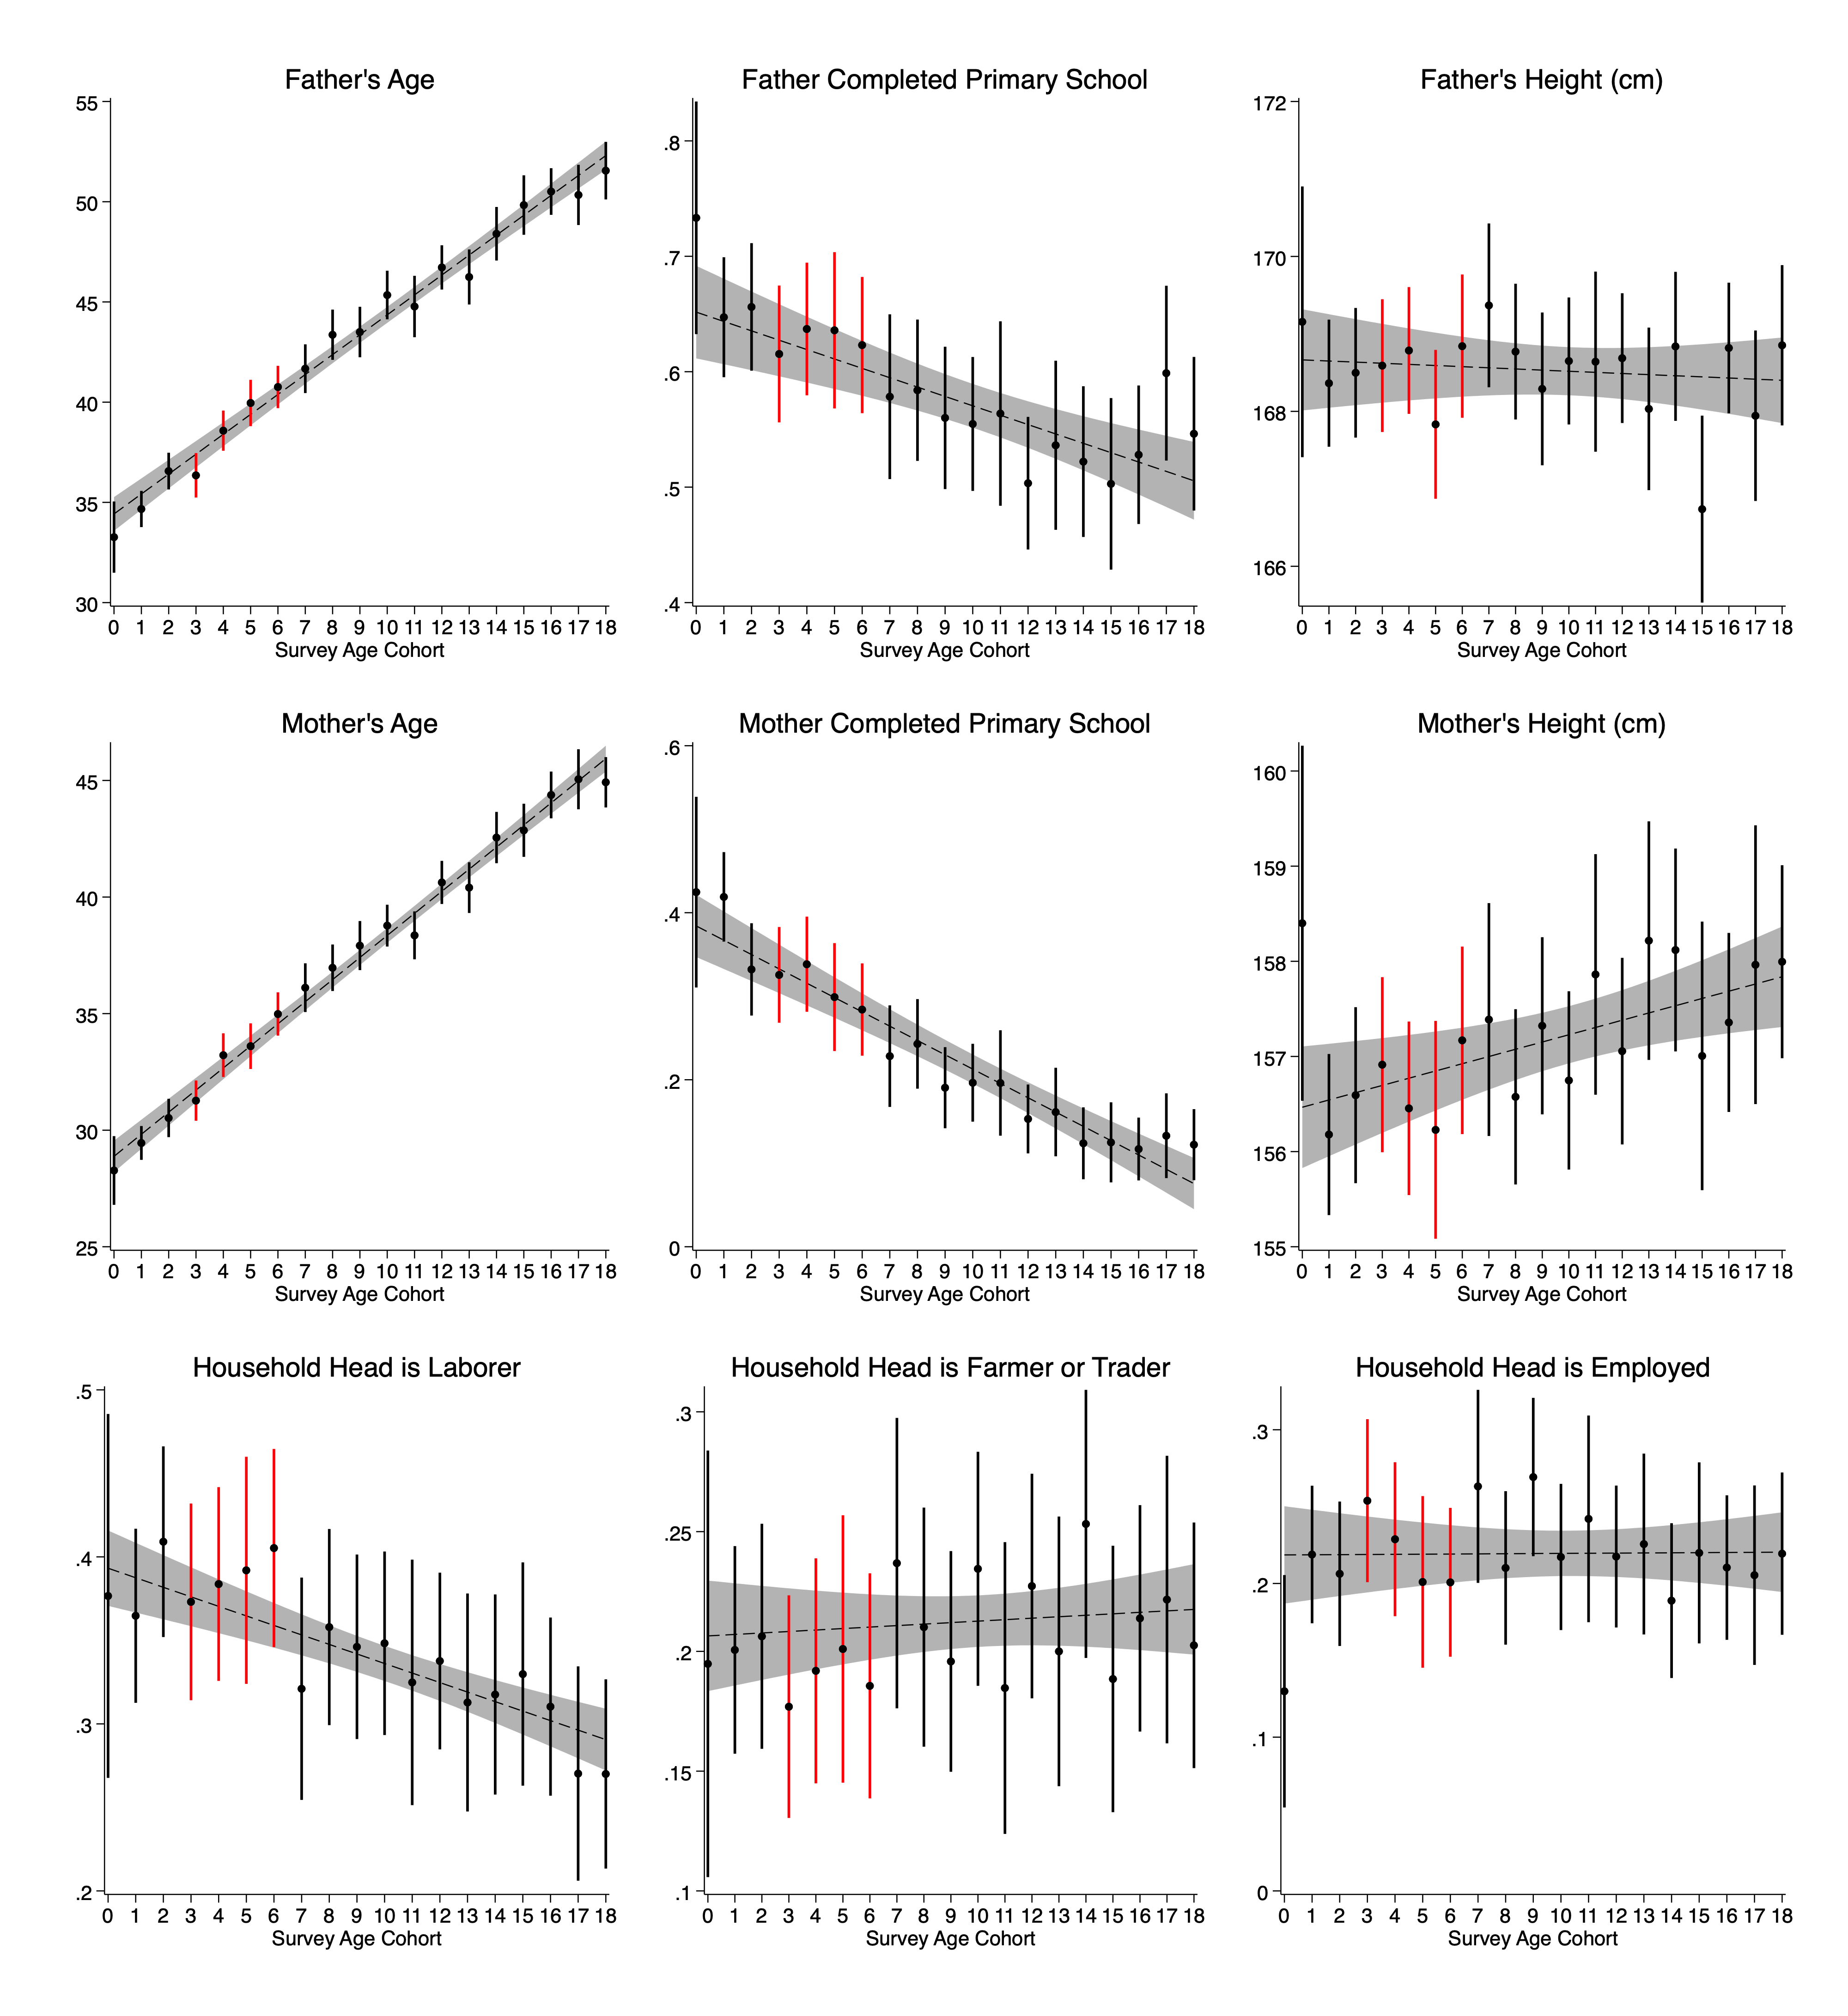 Father's Age
55
50
45
40
35
30
0 1 2 3 4 5 6 7 8 9 10 11 12 13 14 15 16 17 18
Survey Age Cohort
Father Completed Primary School
.8
.7
.6
.5
.4
0 1 2 3 4 5 6 7 8 9 10 11 12 13 14 15 16 17 18
Survey Age Cohort
Father's Height (cm)
172
170
168
166
0 1 2 3 4 5 6 7 8 9 10 11 12 13 14 15 16 17 18
Survey Age Cohort
Mother's Age
45
40
35
30
25
0 1 2 3 4 5 6 7 8 9 10 11 12 13 14 15 16 17 18
Survey Age Cohort
Mother Completed Primary School
.6
.4
.2
0
0 1 2 3 4 5 6 7 8 9 10 11 12 13 14 15 16 17 18
Survey Age Cohort
Mother's Height (cm)
160
159
158
157
156
155
0 1 2 3 4 5 6 7 8 9 10 11 12 13 14 15 16 17 18
Survey Age Cohort
Household Head is Laborer
.5
.4
.3
.2
0 1 2 3 4 5 6 7 8 9 10 11 12 13 14 15 16 17 18
Survey Age Cohort
Household Head is Farmer or Trader
.3
.25
.2
.15
.1
0 1 2 3 4 5 6 7 8 9 10 11 12 13 14 15 16 17 18
Survey Age Cohort
Household Head is Employed
.3
.2
.1
0
0 1 2 3 4 5 6 7 8 9 10 11 12 13 14 15 16 17 18
Survey Age Cohort